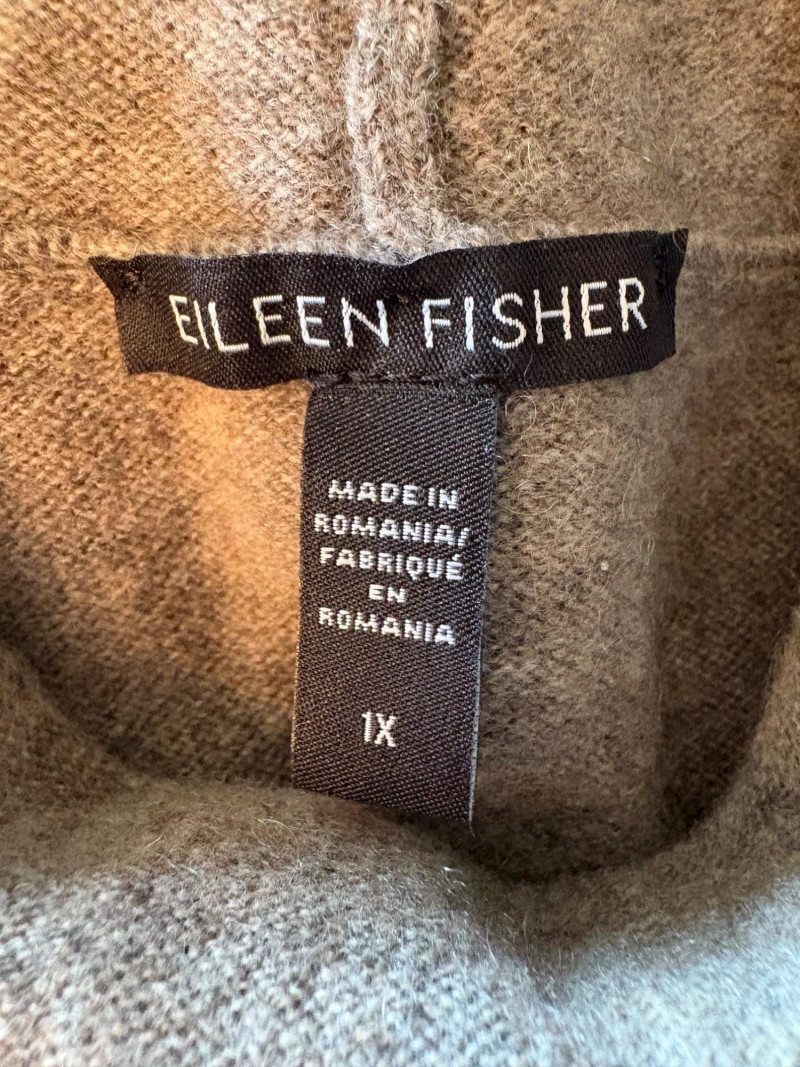 EILEEN FISHER
MADE IN
ROMANIA/
FABRIQUÉ
EN
ROMANIA
1X